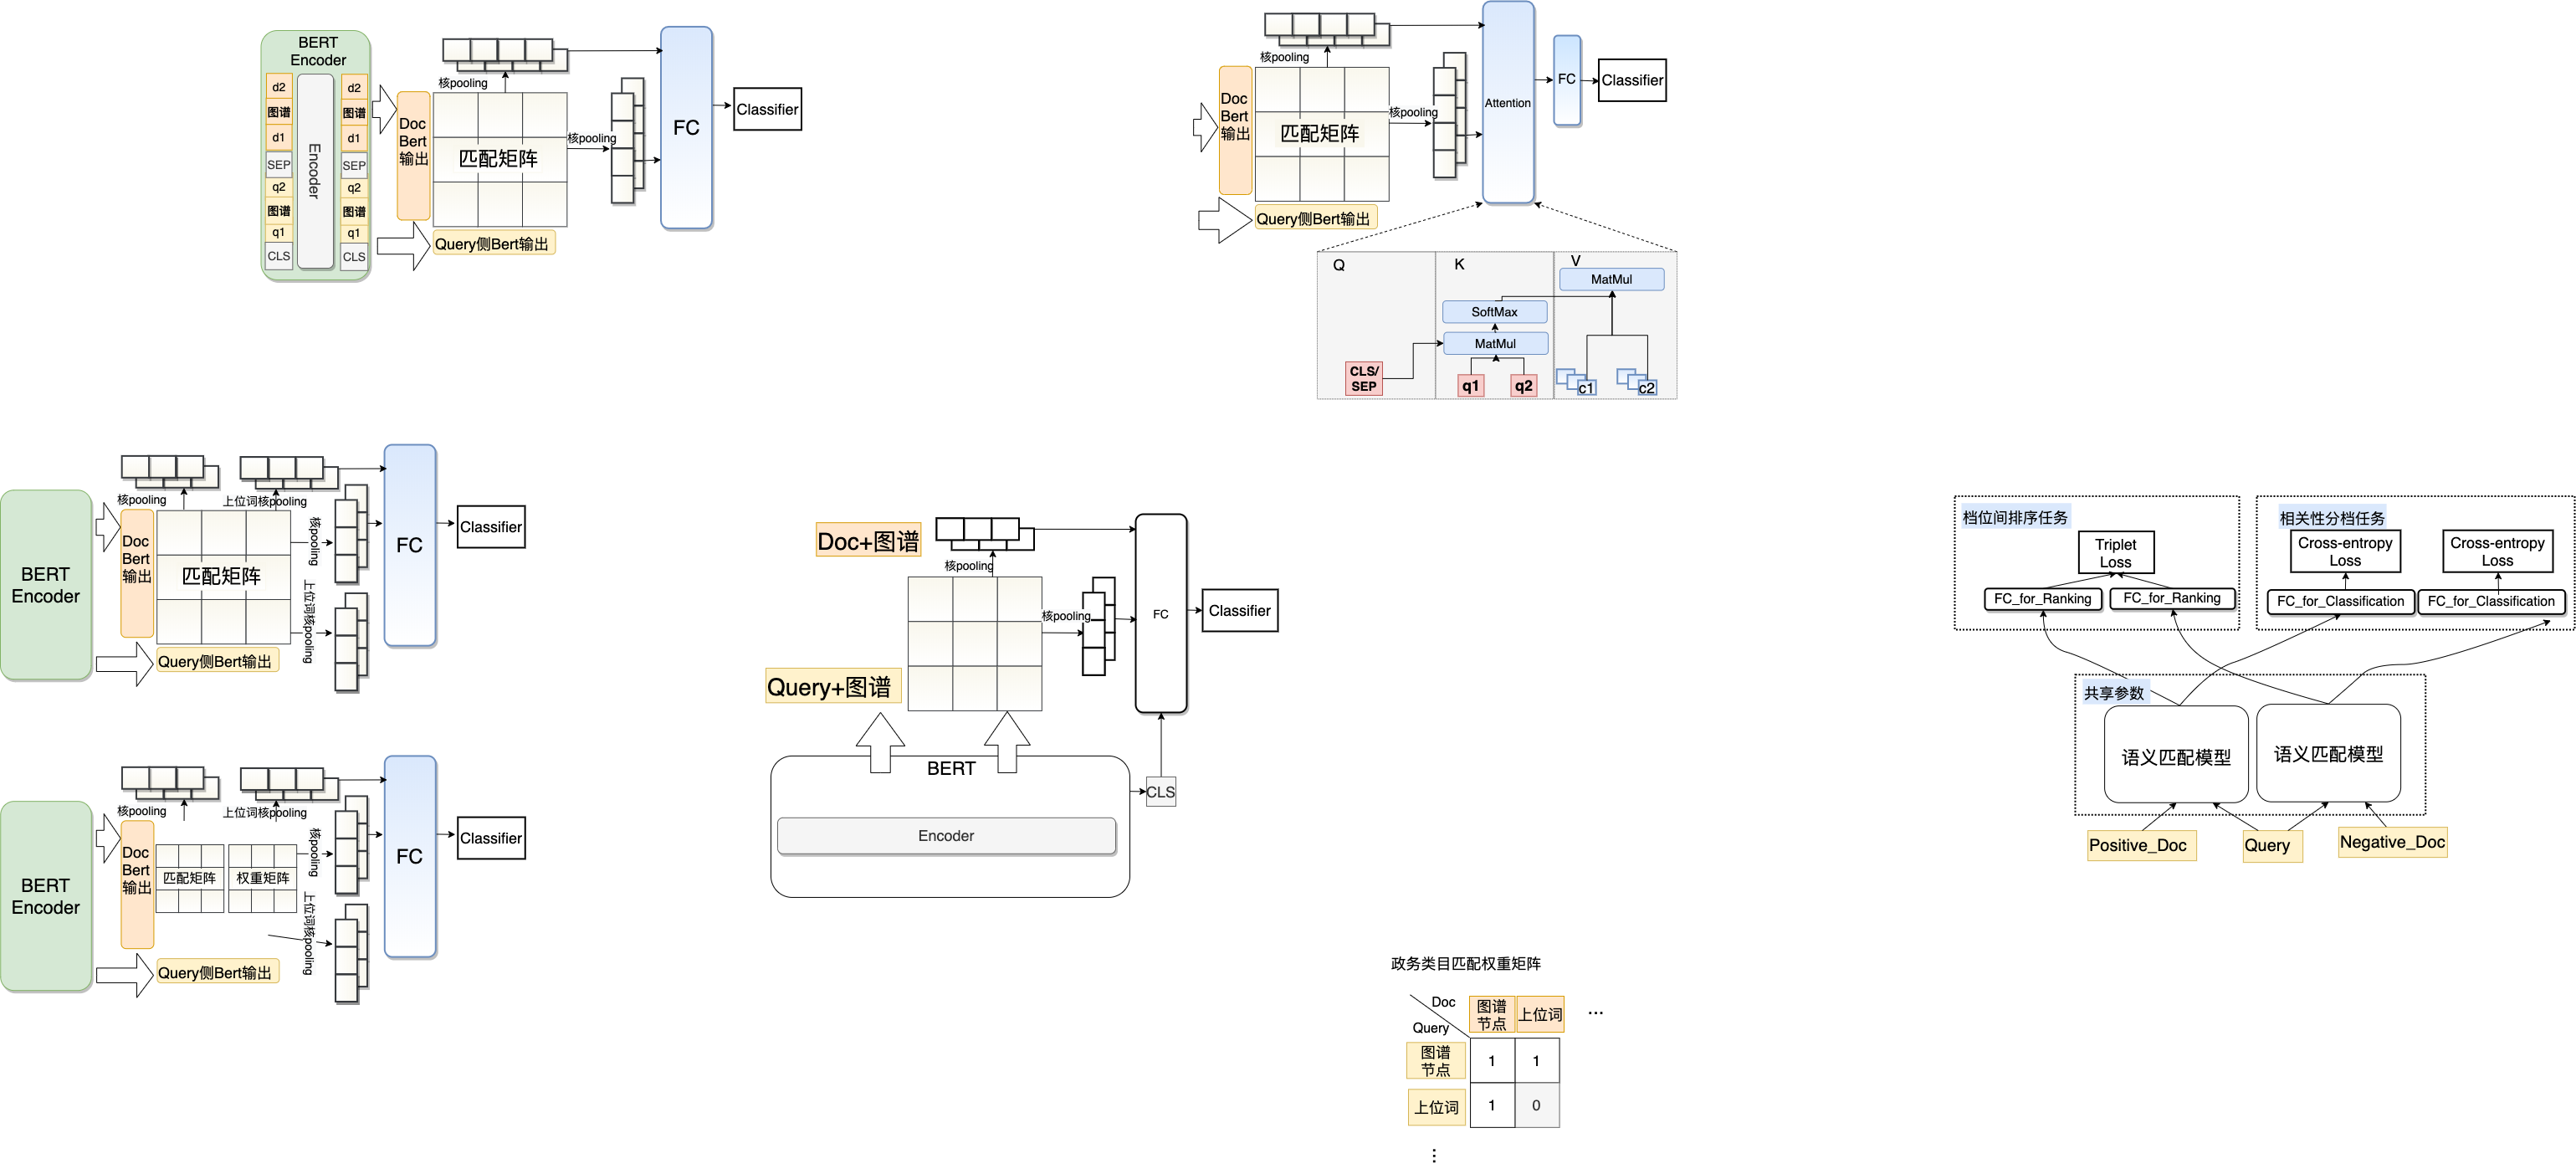 BERT
Encoder
d2
图谱
d1
SEP
q2
图谱
q1
CLS
Encoder
d2
图谱
d1
SEP
q2
图谱
q1
CLS
Doc
Bert
输出
核pooling
匹配矩阵
核pooling
Query侧Bert输出
FC
Classifier
Doc
Bert
输出
核pooling
匹配矩阵
核pooling
Query侧Bert输出
Attention
FC
Classifier
Q
K
V
MatMul
SoftMax
MatMul
CLS/
SEP
q1
q2
c1
c2
BERT
Encoder
核pooling
上位词核pooling
Doc
Bert
输出
匹配矩阵
核pooling
上位词核pooling
Query侧Bert输出
FC
Classifier
Doc+图谱
核pooling
核pooling
Query+图谱
FC
Classifier
BERT
Encoder
CLS
档位间排序任务
Triplet
Loss
FC_for_Ranking
FC_for_Ranking
相关性分档任务
Cross-entropy
Loss
Cross-entropy
Loss
FC_for_Classification
FC_for_Classification
共享参数
语义匹配模型
语义匹配模型
Positive_Doc
Query
Negative_Doc
BERT
Encoder
核pooling
上位词核pooling
Doc
Bert
输出
匹配矩阵
权重矩阵
核pooling
上位词核pooling
Query侧Bert输出
FC
Classifier
政务类目匹配权重矩阵
Doc
Query
图谱
节点
上位词
...
图谱
节点
1
1
上位词
1
0
⋮